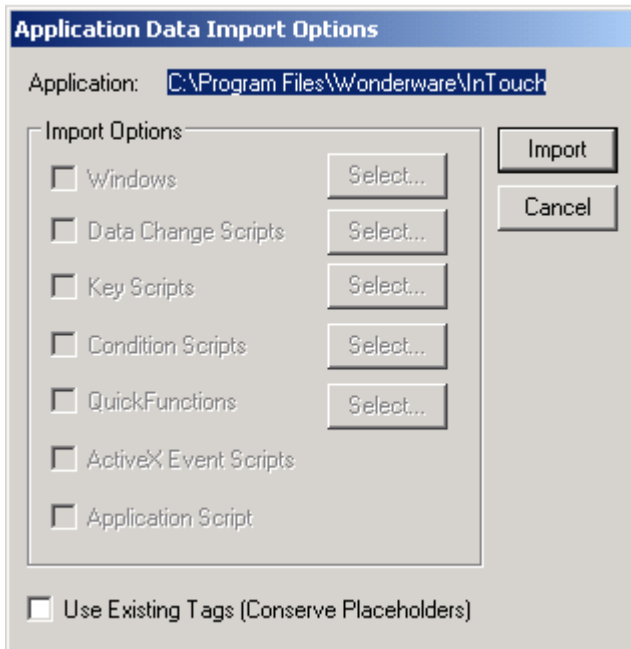 Application Data Import Options
Application: C:\Program Files\Wonderware\InTouch
Import Options
Import
Windows Select...
Cancel
Data Change Scripts Select...
Key Scripts Select...
Condition Scripts Select...
QuickFunctions Select...
ActiveX Event Scripts
Application Script
Use Existing Tags (Conserve Placeholders)